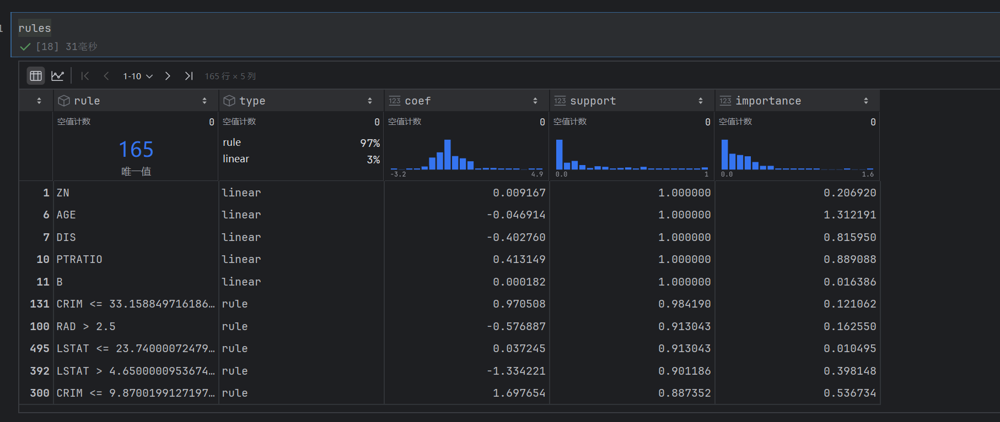 1
rules
[18] 31毫秒
1-10 165 行 × 5 列
rule type 123 coef 123 support 123 importance
空值计数 0 空值计数 0 空值计数 0 空值计数 0 空值计数 0
165
唯一值
rule 97%
linear 3%
-3.2 4.9 0.0 1 0.0 1.6
1 ZN linear 0.009167 1.000000 0.206920
6 AGE linear -0.046914 1.000000 1.312191
7 DIS linear -0.402760 1.000000 0.815950
10 PTRATIO linear 0.413149 1.000000 0.889088
11 B linear 0.000182 1.000000 0.016386
131 CRIM <= 33.158849716186… rule 0.970508 0.984190 0.121062
100 RAD > 2.5 rule -0.576887 0.913043 0.162550
495 LSTAT <= 23.74000072479… rule 0.037245 0.913043 0.010495
392 LSTAT > 4.6500000953674… rule -1.334221 0.901186 0.398148
300 CRIM <= 9.8700199127197… rule 1.697654 0.887352 0.536734